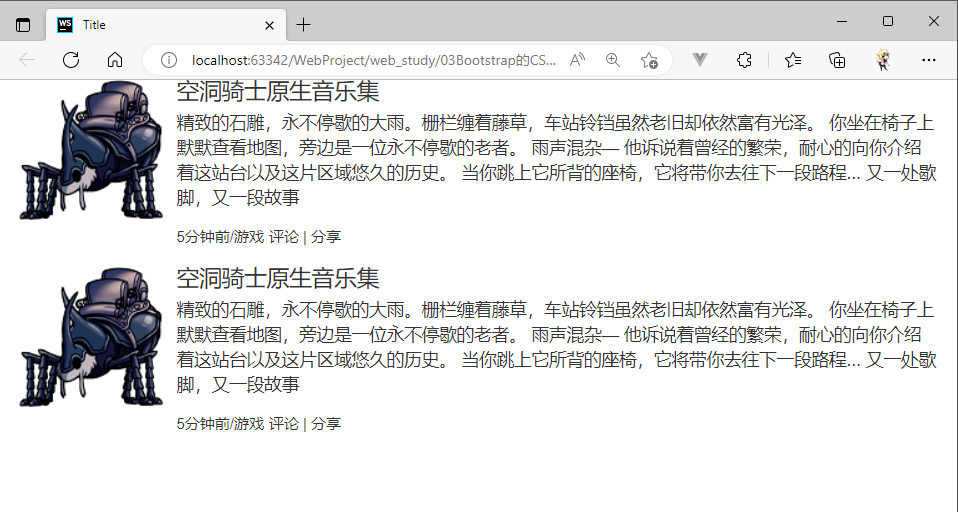 WS Title
localhost:63342/WebProject/web_study/03Bootstrap的CS...
空洞骑士原生音乐集
精致的石雕，永不停歇的大雨。栅栏缠着藤草，车站铃铛虽然老旧却依然富有光泽。 你坐在椅子上
默默查看地图，旁边是一位永不停歇的老者。 雨声混杂— 他诉说着曾经的繁荣，耐心的向你介绍
着这站台以及这片区域悠久的历史。 当你跳上它所背的座椅，它将带你去往下一段路程... 又一处歇
脚，又一段故事
5分钟前/游戏 评论 | 分享
空洞骑士原生音乐集
精致的石雕，永不停歇的大雨。栅栏缠着藤草，车站铃铛虽然老旧却依然富有光泽。 你坐在椅子上
默默查看地图，旁边是一位永不停歇的老者。 雨声混杂— 他诉说着曾经的繁荣，耐心的向你介绍
着这站台以及这片区域悠久的历史。 当你跳上它所背的座椅，它将带你去往下一段路程... 又一处歇
脚，又一段故事
5分钟前/游戏 评论 | 分享